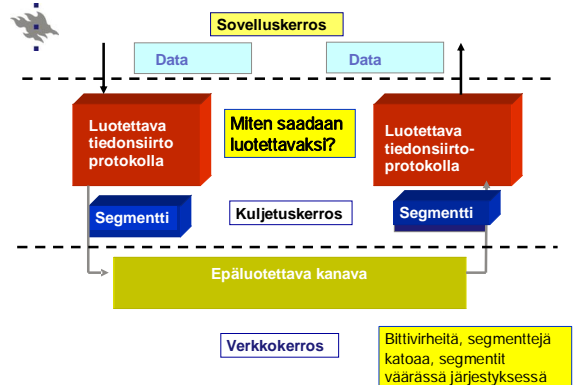 Sovelluskerros
Data
Data
Luotettava
tiedonsiirto
protokolla
Miten saadaan
luotettavaksi?
Luotettava
tiedonsiirto-
protokolla
Segmentti
Kuljetuskerros
Segmentti
Epäluotettava kanava
Verkkokerros
Bittivirheitä, segmenttejä
katoaa, segmentit
väärässä järjestyksessä